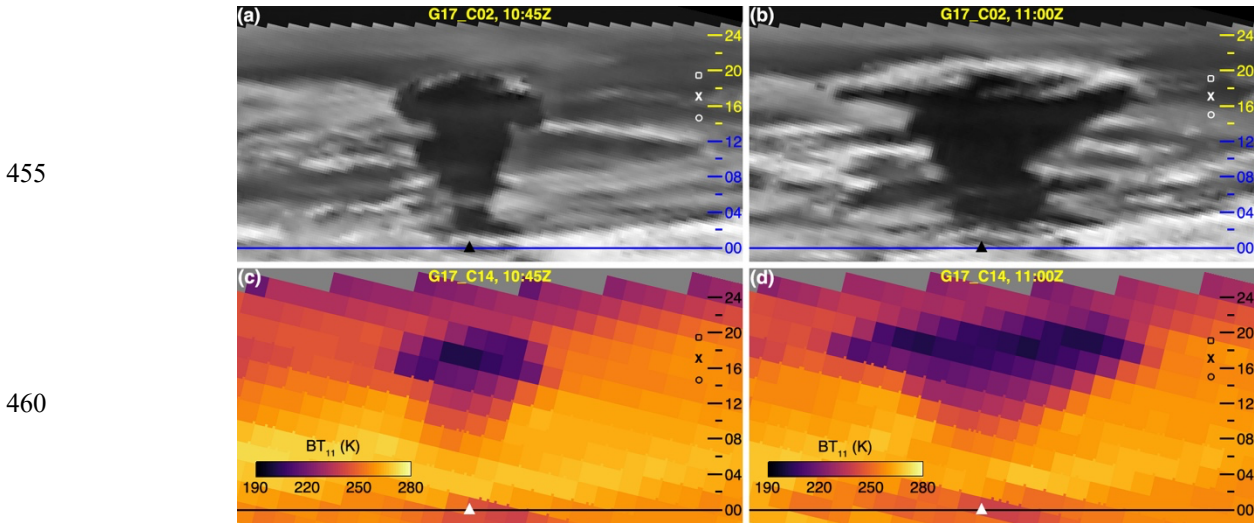 455
460
(a)
G17_C02, 10:45Z
24
20
X
16
12
08
04
00
(b)
G17_C02, 11:00Z
24
20
X
16
12
08
04
00
(c)
G17_C14, 10:45Z
24
20
X
16
12
08
04
00
BT11 (K)
190 220 250 280
(d)
G17_C14, 11:00Z
24
20
X
16
12
08
04
00
BT11 (K)
190 220 250 280